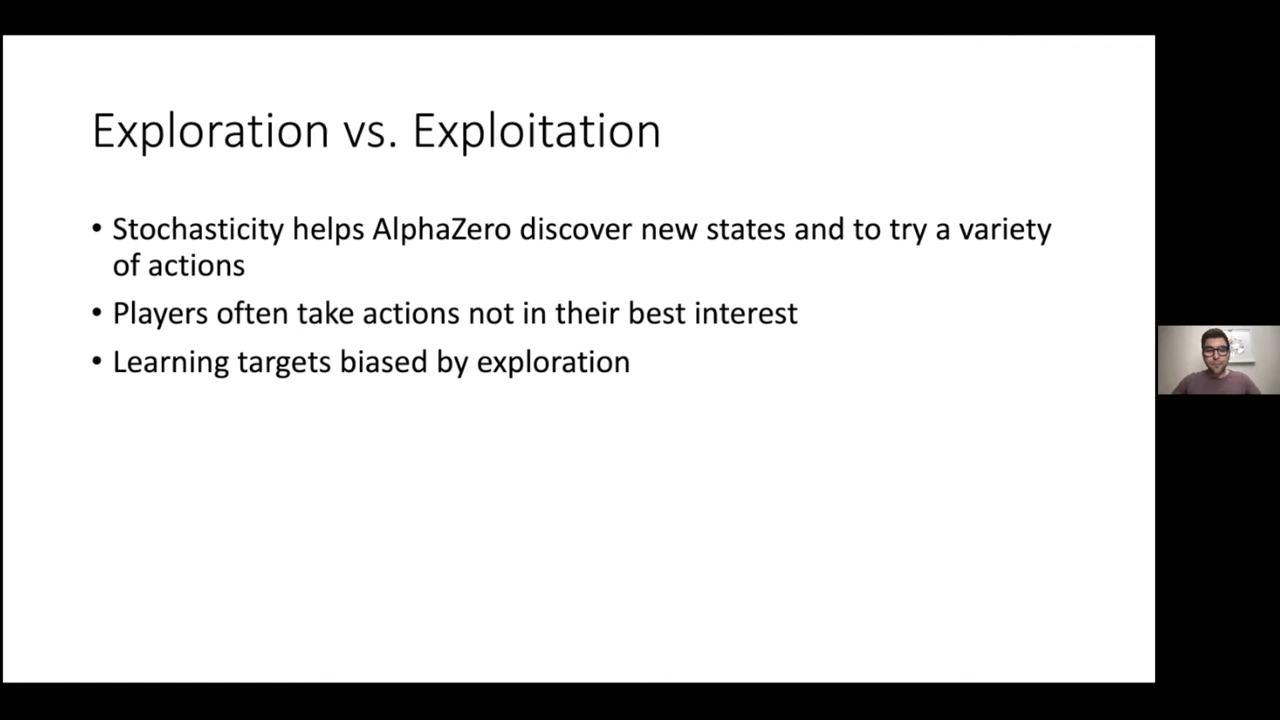 Exploration vs. Exploitation
• Stochasticity helps AlphaZero discover new states and to try a variety
of actions
• Players often take actions not in their best interest
• Learning targets biased by exploration